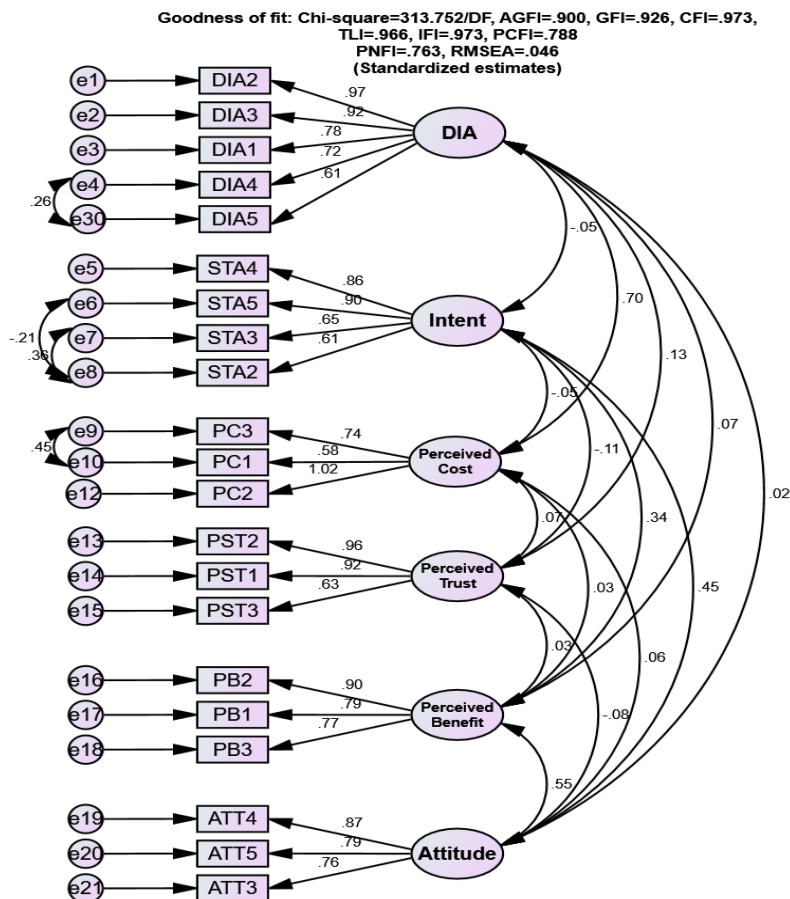 Goodness of fit: Chi-square=313.752/DF, AGFI=.900, GFI=.926, CFI=.973,
TLI=.966, IFI=.973, PCFI=.788
PNFI=.763, RMSEA=.046
(Standardized estimates)
e1 DIA2 .97
e2 DIA3 .92
e3 DIA1 .78 DIA
e4 DIA4 .72
.26
e30 DIA5 .61
-.05
e5 STA4 .86
e6 STA5 .90 .70
-.21 e7 STA3 .65 Intent
.36
e8 STA2 .61 .13
-.05
e9 PC3 .74 .07
.45 -.11
e10 PC1 .58 Perceived
Cost
e12 PC2 1.02 .02
.07 .34
e13 PST2 .96
e14 PST1 .92 Perceived
Trust
e15 PST3 .63 .03 .45
.03 .06
e16 PB2 .90
e17 PB1 .79 Perceived
Benefit -.08
e18 PB3 .77
.55
e19 ATT4 .87
e20 ATT5 .79 Attitude
e21 ATT3 .76